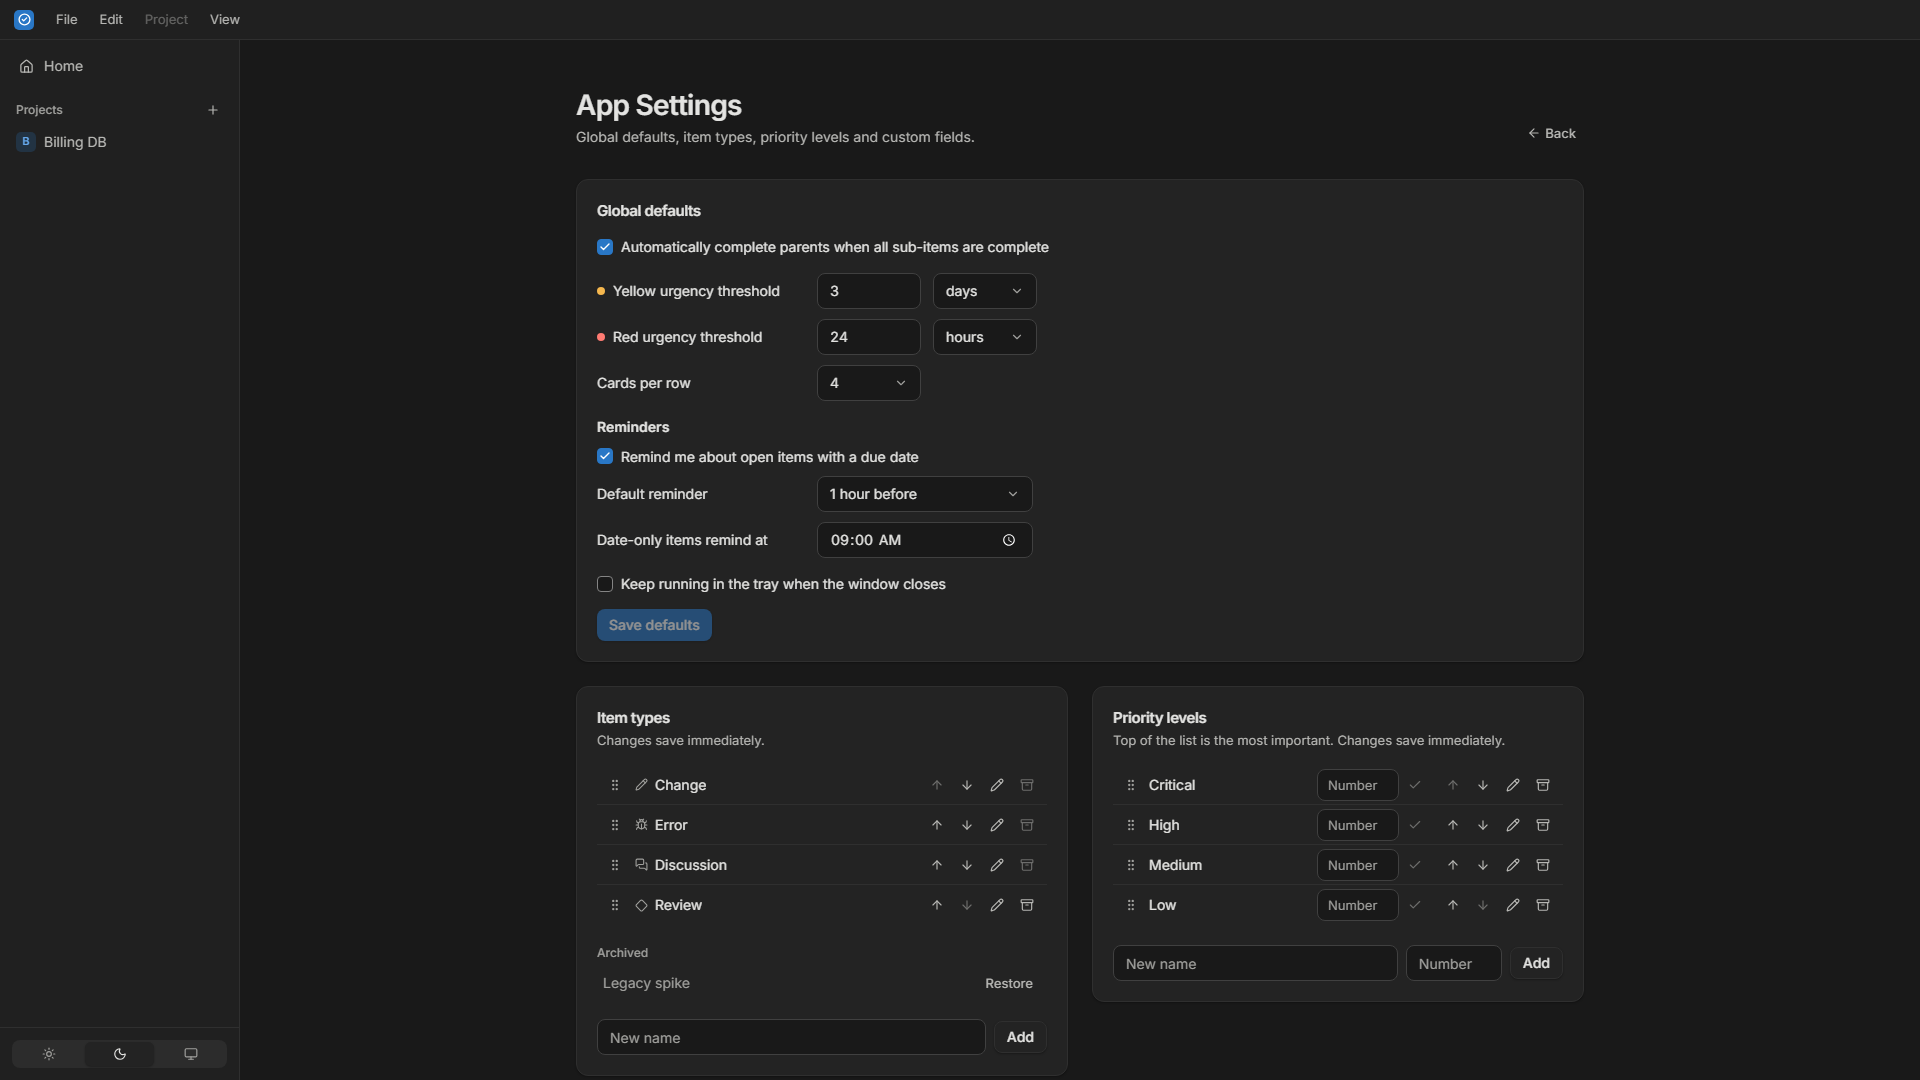 File Edit Project View
Home
Projects
B Billing DB
App Settings
Global defaults, item types, priority levels and custom fields.
Back
Global defaults
Automatically complete parents when all sub-items are complete
Yellow urgency threshold 3 days
Red urgency threshold 24 hours
Cards per row 4
Reminders
Remind me about open items with a due date
Default reminder 1 hour before
Date-only items remind at 09:00 AM
Keep running in the tray when the window closes
Save defaults
Item types
Changes save immediately.
Change
Error
Discussion
Review
Archived
Legacy spike Restore
New name Add
Priority levels
Top of the list is the most important. Changes save immediately.
Critical Number
High Number
Medium Number
Low Number
New name Number Add